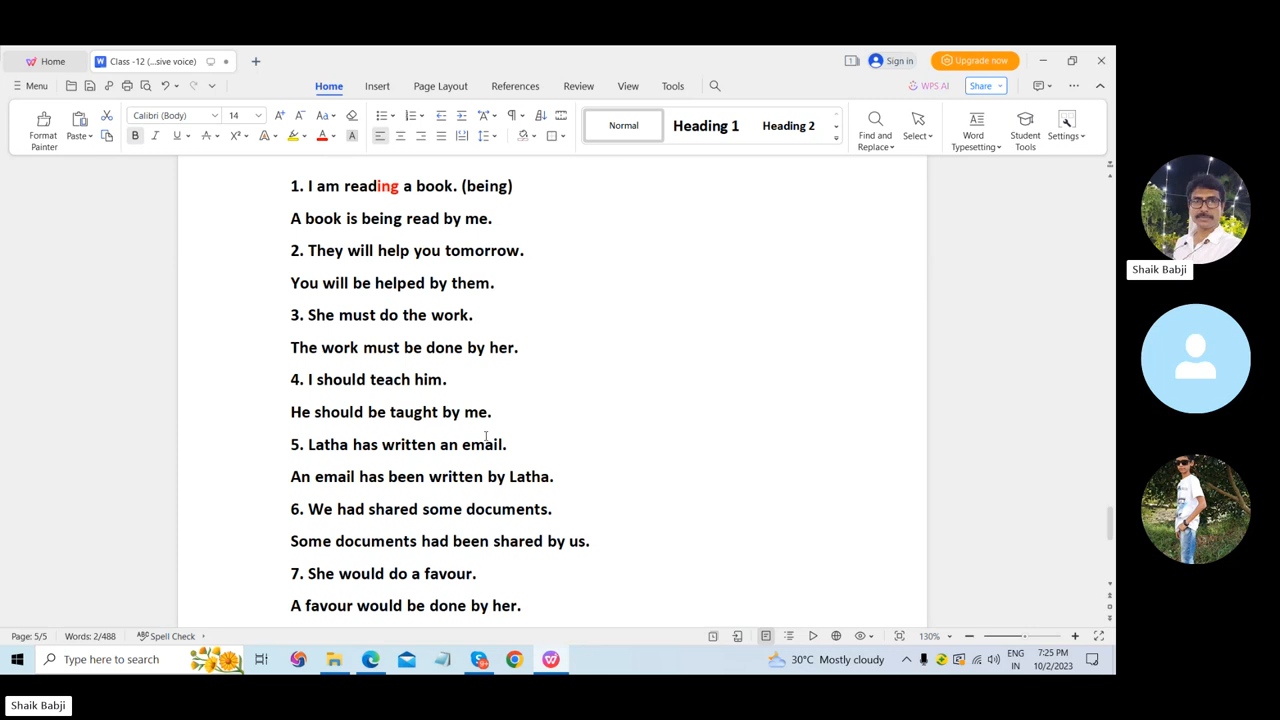 Home
Class -12 (...sive voice)
Sign in
Upgrade now
Menu
Home
Insert
Page Layout
References
Review
View
Tools
WPS AI
Share
Format Painter
Paste
Calibri (Body)
14
Normal
Heading 1
Heading 2
Find and Replace
Select
Word Typesetting
Student Tools
Settings
1. I am reading a book. (being)
A book is being read by me.
2. They will help you tomorrow.
You will be helped by them.
3. She must do the work.
The work must be done by her.
4. I should teach him.
He should be taught by me.
5. Latha has written an email.
An email has been written by Latha.
6. We had shared some documents.
Some documents had been shared by us.
7. She would do a favour.
A favour would be done by her.
Shaik Babji
Page: 5/5 Words: 2/488 Spell Check 130%
Type here to search
30°C Mostly cloudy
ENG
IN
7:25 PM
10/2/2023
Shaik Babji